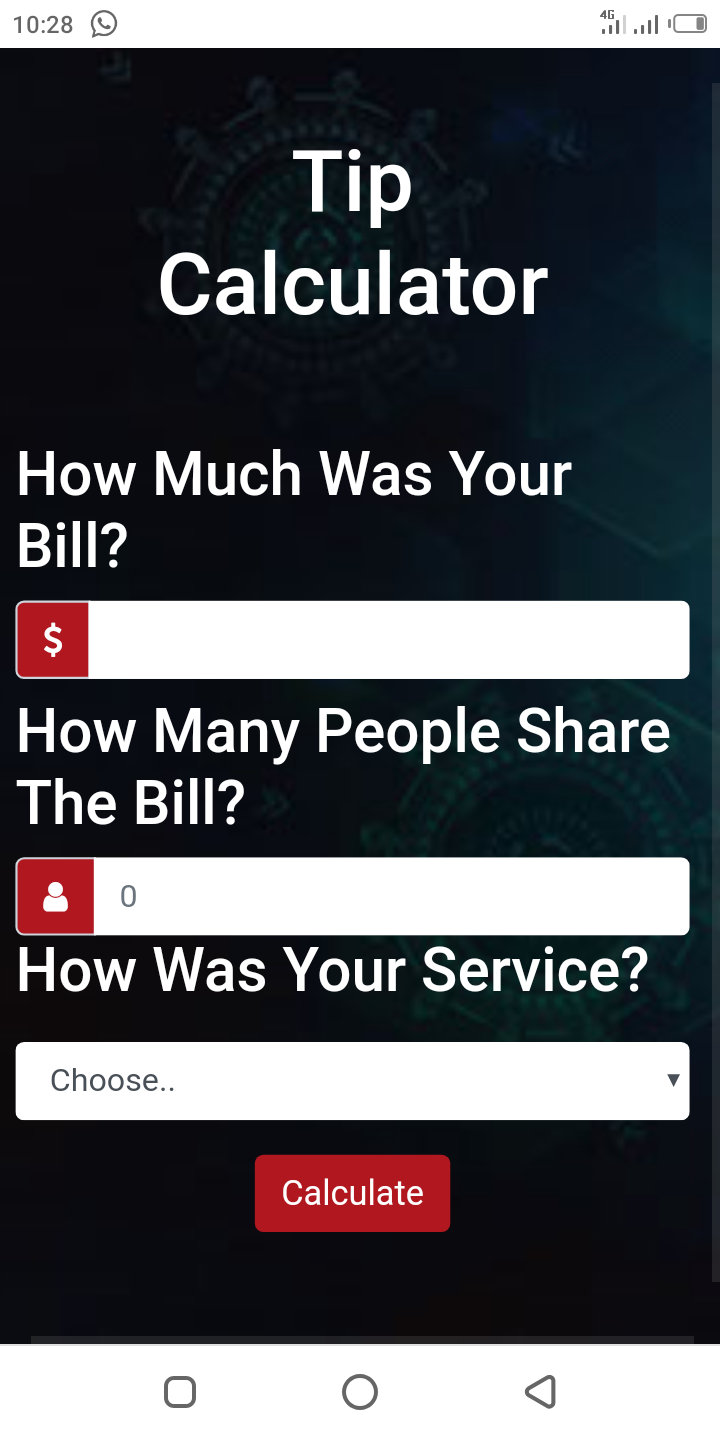 10:28
4G
Tip
Calculator
How Much Was Your
Bill?
$
How Many People Share
The Bill?
0
How Was Your Service?
Choose..
Calculate